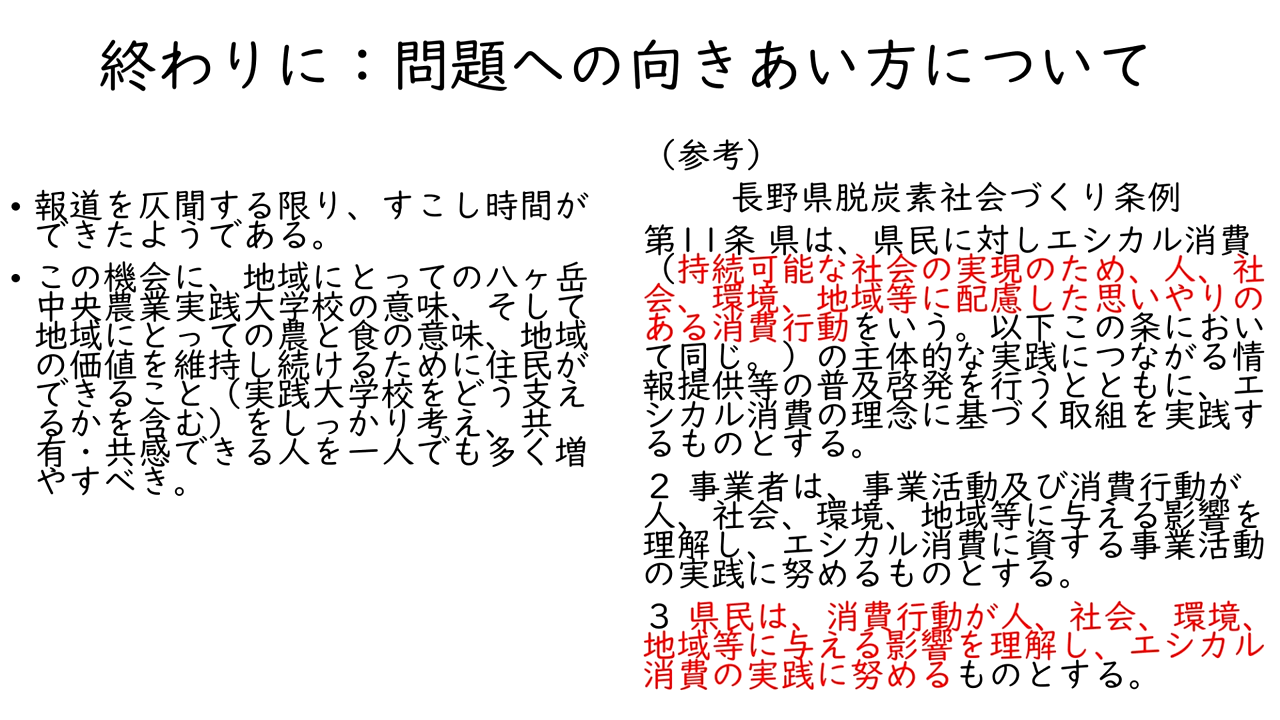 終わりに：問題への向きあい方について
• 報道を仄聞する限り、すこし時間が
できたようである。
• この機会に、地域にとっての八ヶ岳
中央農業実践大学校の意味、そして
地域にとっての農と食の意味、地域
の価値を維持し続けるために住民が
できること（実践大学校をどう支え
るかを含む）をしっかり考え、共
有・共感できる人を一人でも多く増
やすべき。
（参考）
長野県脱炭素社会づくり条例
第11条 県は、県民に対しエシカル消費
（持続可能な社会の実現のため、人、社
会、環境、地域等に配慮した思いやりの
ある消費行動をいう。以下この条におい
て同じ。）の主体的な実践につながる情
報提供等の普及啓発を行うとともに、エ
シカル消費の理念に基づく取組を実践す
るものとする。
２ 事業者は、事業活動及び消費行動が
人、社会、環境、地域等に与える影響を
理解し、エシカル消費に資する事業活動
の実践に努めるものとする。
３ 県民は、消費行動が人、社会、環境、
地域等に与える影響を理解し、エシカル
消費の実践に努めるものとする。